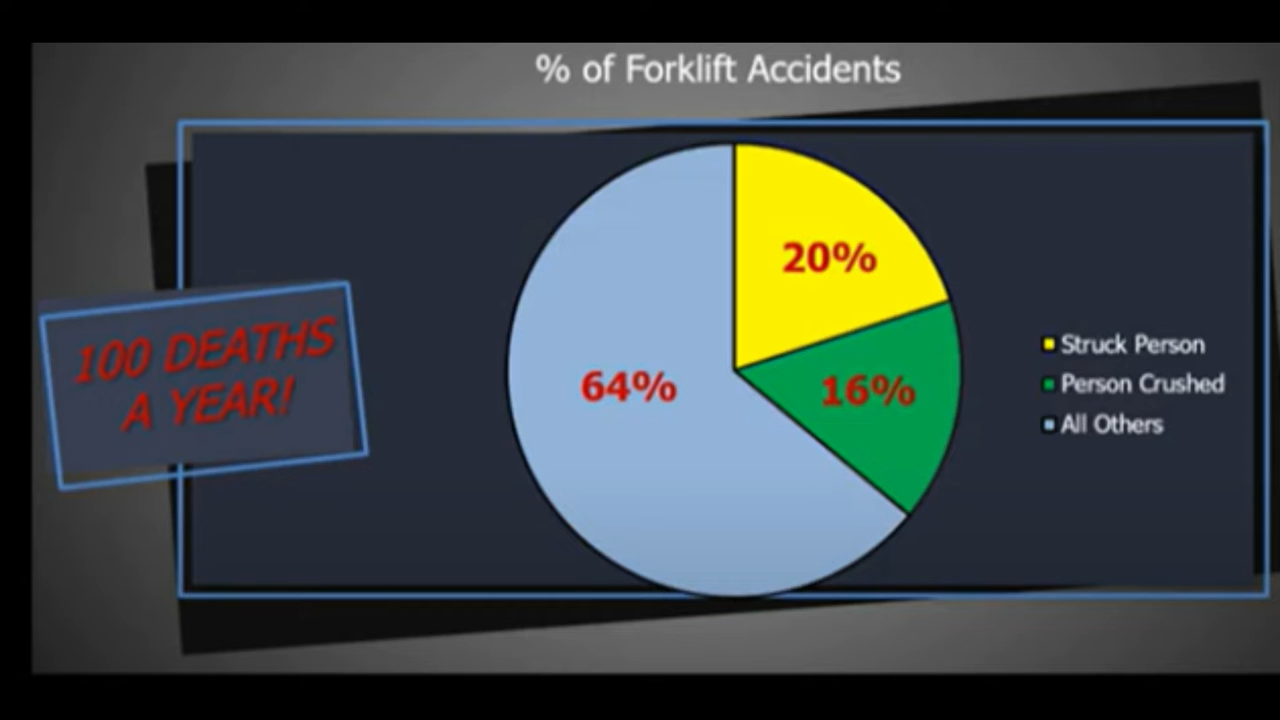 % of Forklift Accidents
20%
16%
64%
100 DEATHS
A YEAR!
Struck Person
Person Crushed
All Others